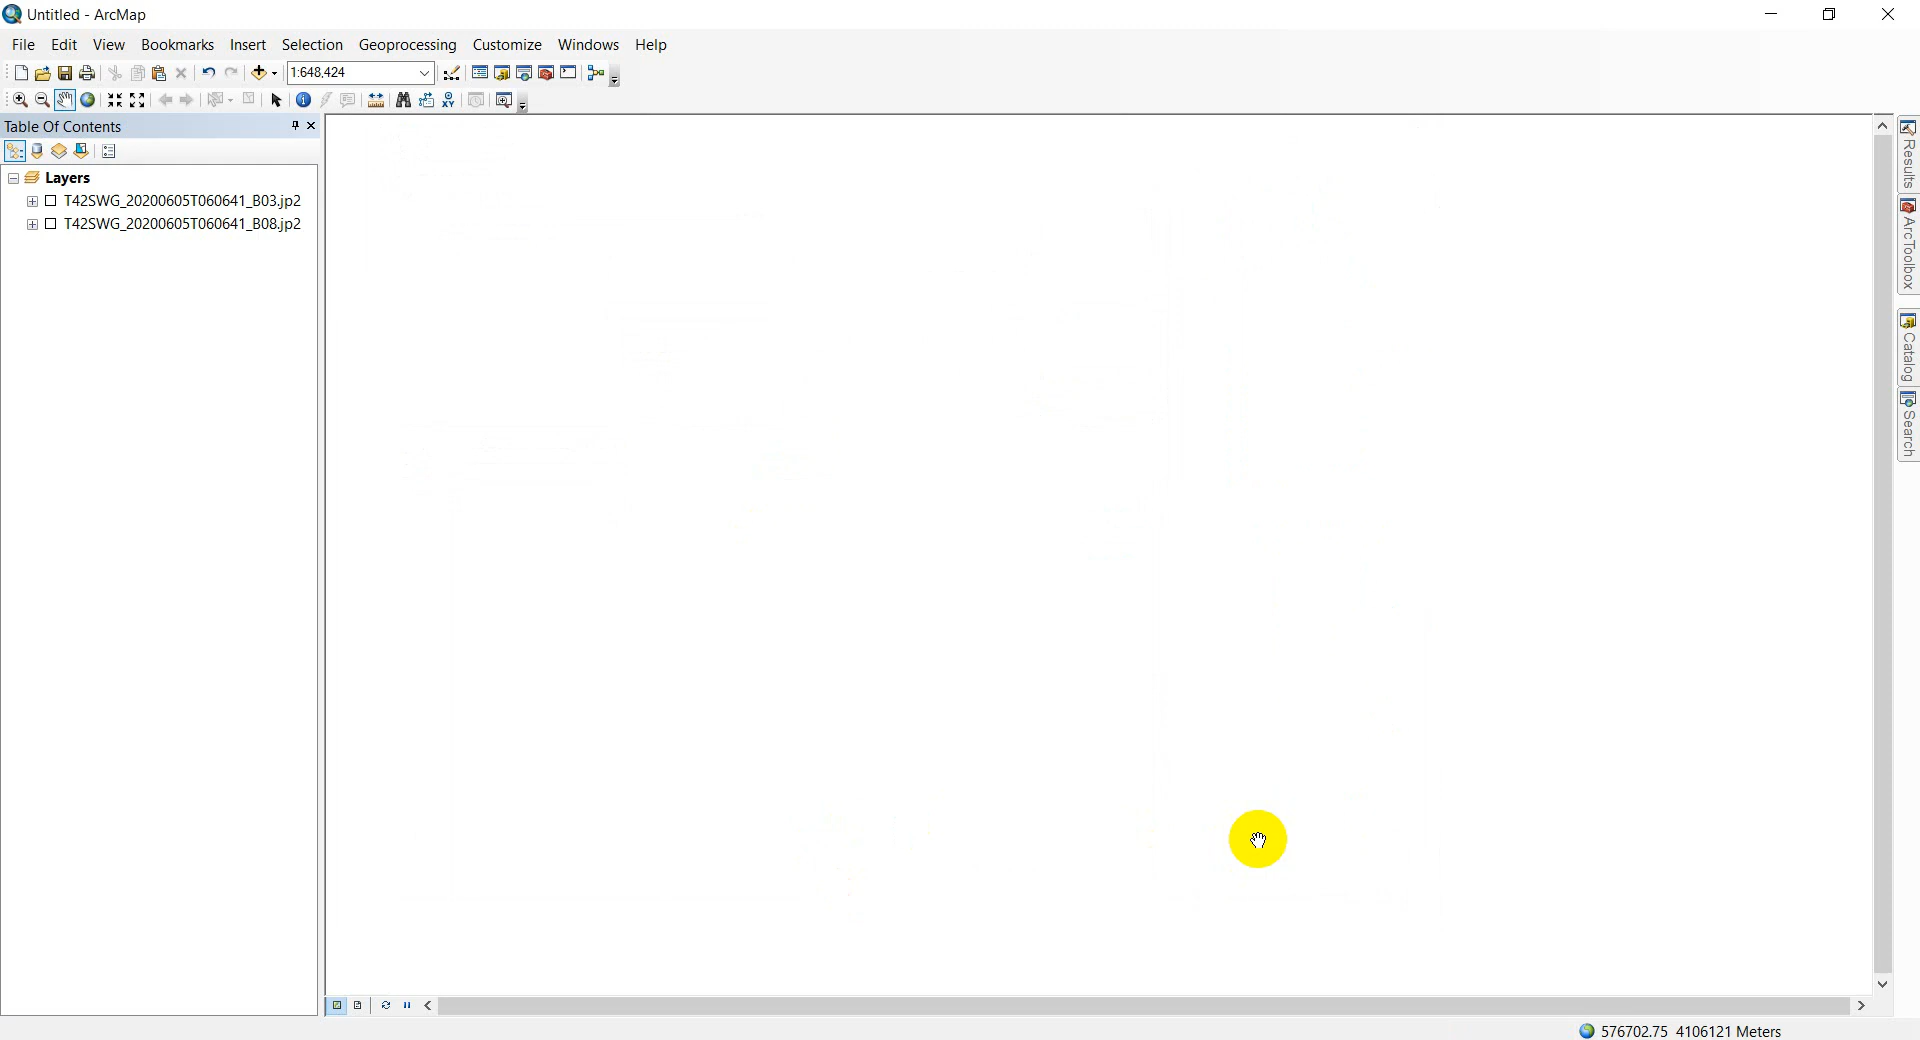 Untitled - ArcMap
File Edit View Bookmarks Insert Selection Geoprocessing Customize Windows Help
1:648,424
XY
Table Of Contents
Layers
T42SWG_20200605T060641_B03.jp2
T42SWG_20200605T060641_B08.jp2
Results
ArcToolbox
Catalog
Search
576702.75 4106121 Meters